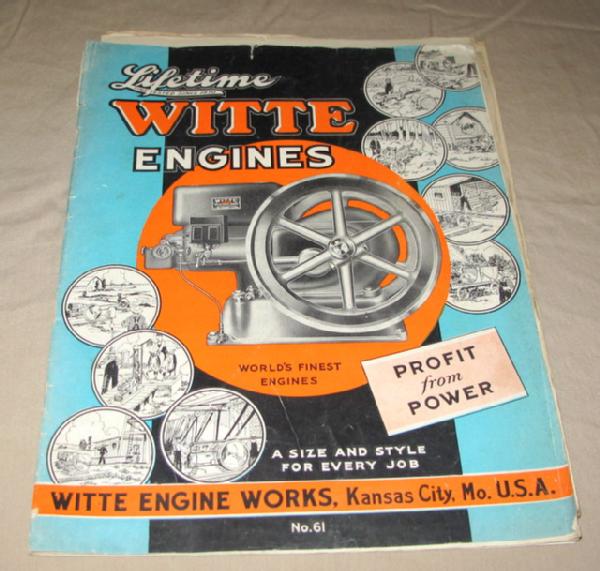 Lifetime
WITTE
ENGINES
WITTE
WORLD'S FINEST
ENGINES
PROFIT
from
POWER
A SIZE AND STYLE
FOR EVERY JOB
WITTE ENGINE WORKS, Kansas City, Mo. U.S.A.
No. 61